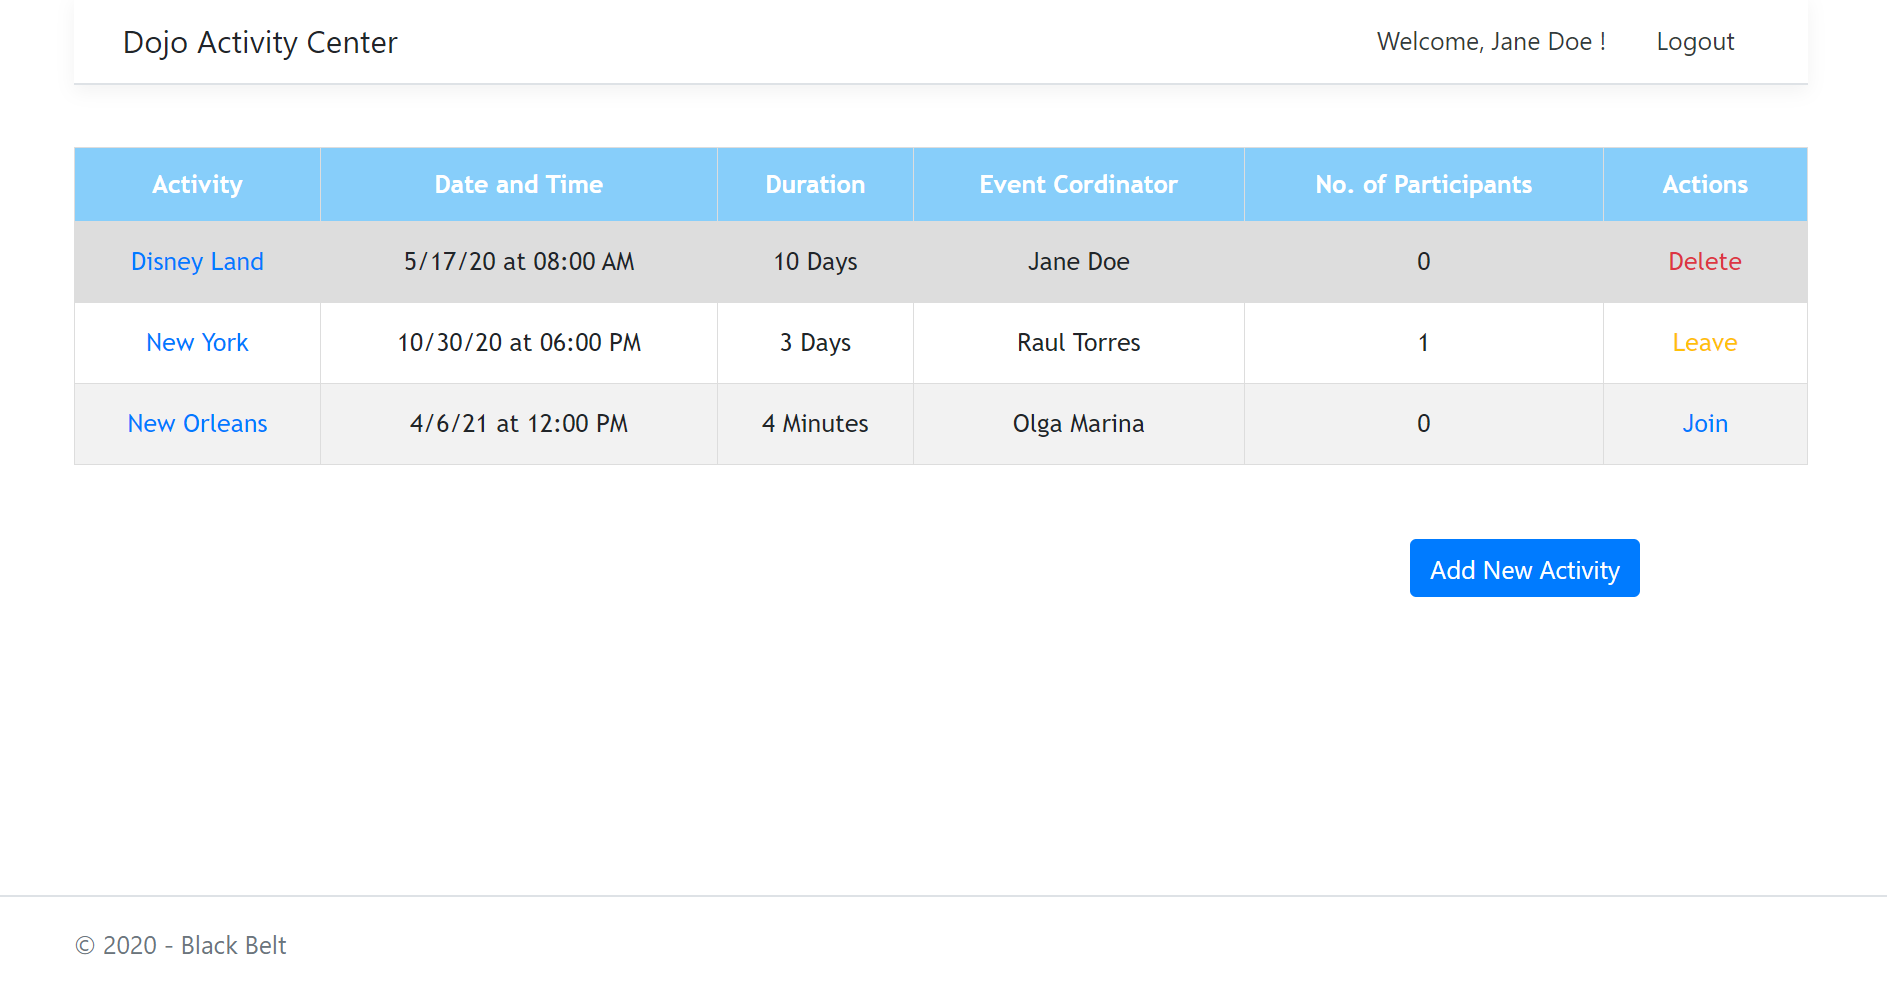 Dojo Activity Center Welcome, Jane Doe ! Logout
Activity Date and Time Duration Event Cordinator No. of Participants Actions
Disney Land 5/17/20 at 08:00 AM 10 Days Jane Doe 0 Delete
New York 10/30/20 at 06:00 PM 3 Days Raul Torres 1 Leave
New Orleans 4/6/21 at 12:00 PM 4 Minutes Olga Marina 0 Join
Add New Activity
© 2020 - Black Belt